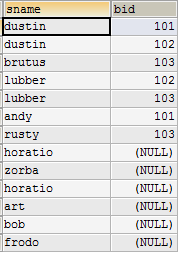 sname bid
dustin 101
dustin 102
brutus 103
lubber 102
lubber 103
andy 101
rusty 103
horatio (NULL)
zorba (NULL)
horatio (NULL)
art (NULL)
bob (NULL)
frodo (NULL)